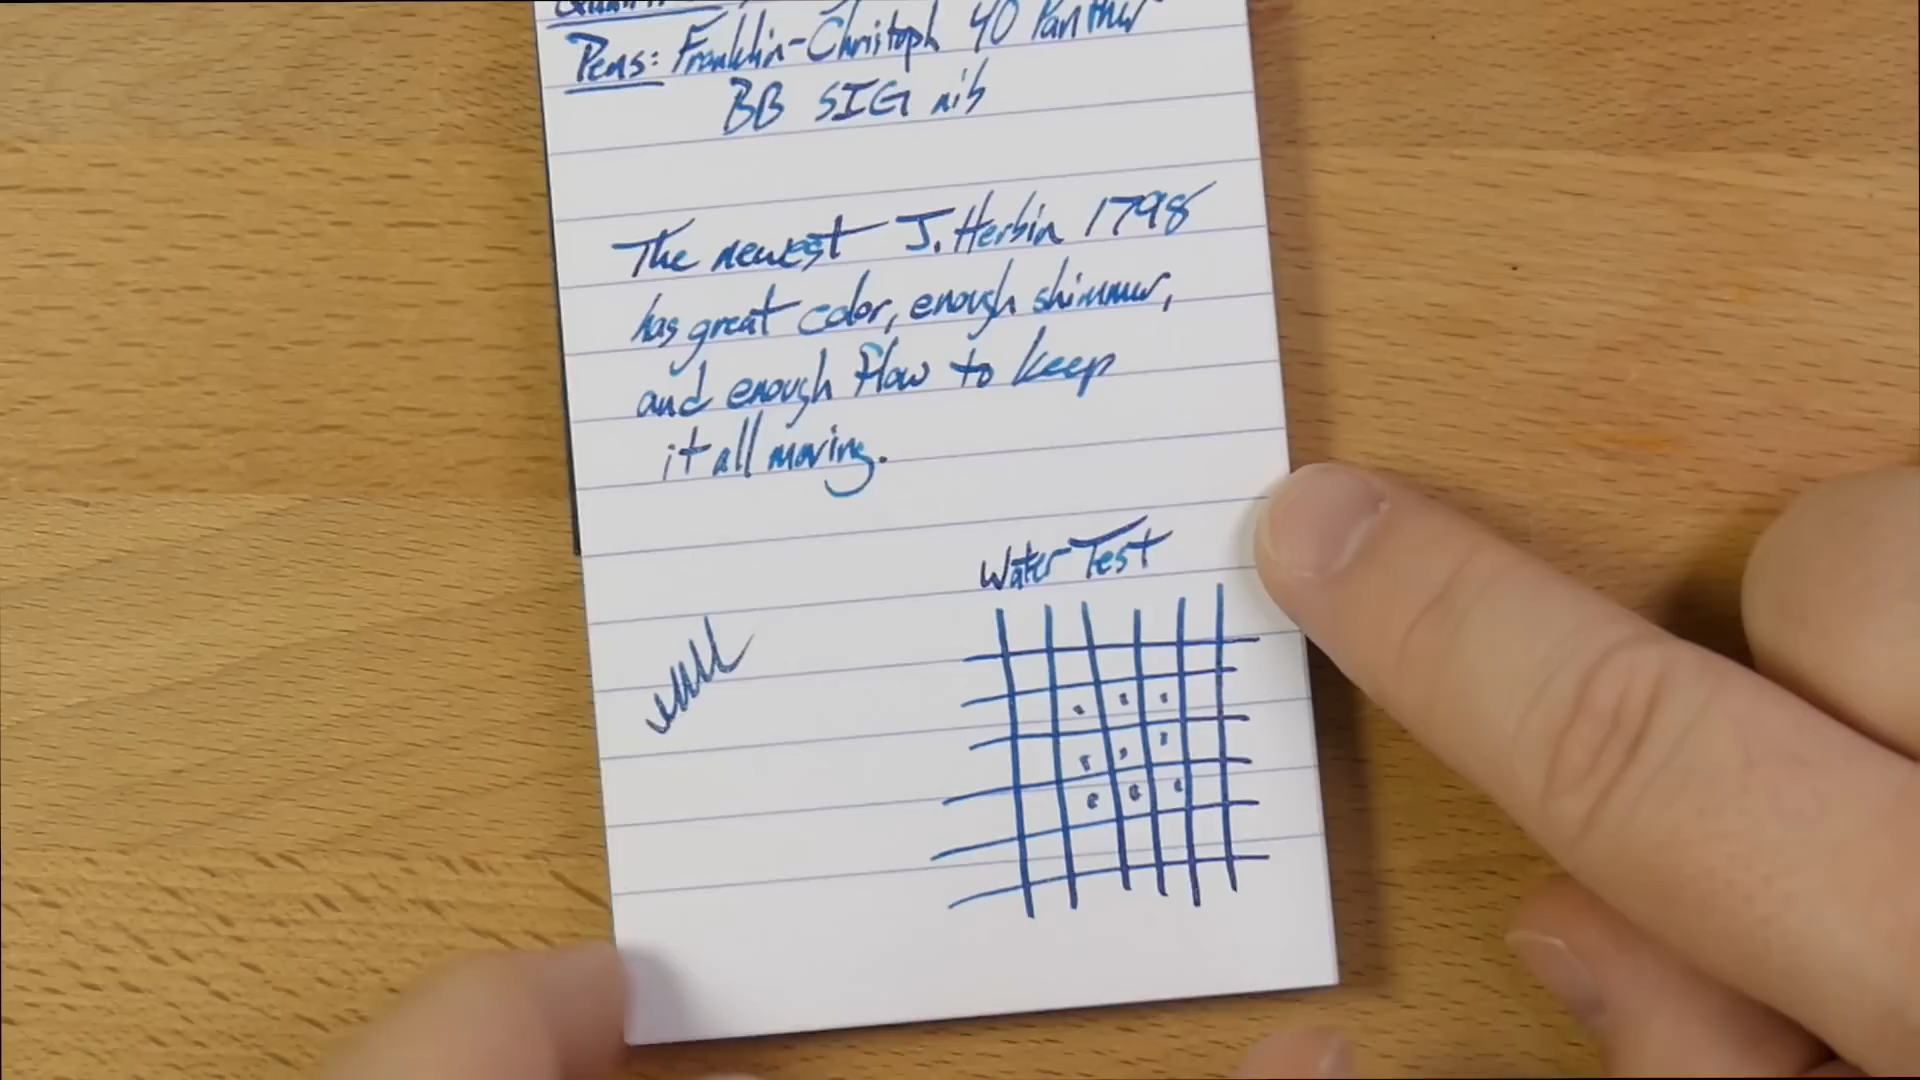 Pens: Franklin-Christoph 40 Panther
BB SIG nib
The newest J. Herbin 1798
has great color, enough shimmer,
and enough flow to keep
it all moving.
Water Test